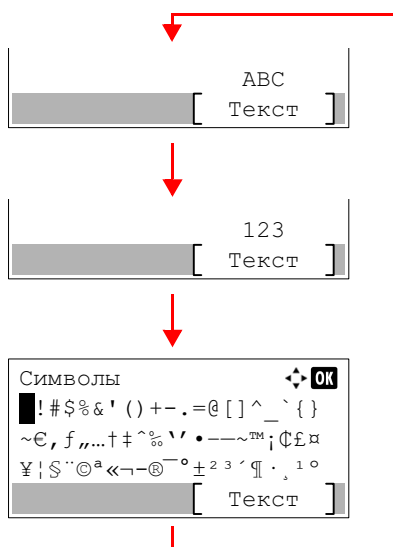 ABC
[ Текст ]
123
[ Текст ]
Символы OK
!#$%&'()+-.=@[]^_`{}
~€,ƒ„…†‡ˆ‰‘’•–—~™¡₵£¤
¥¦§¨©ª«¬-®¯°±²³´¶·¸¹º
[ Текст ]